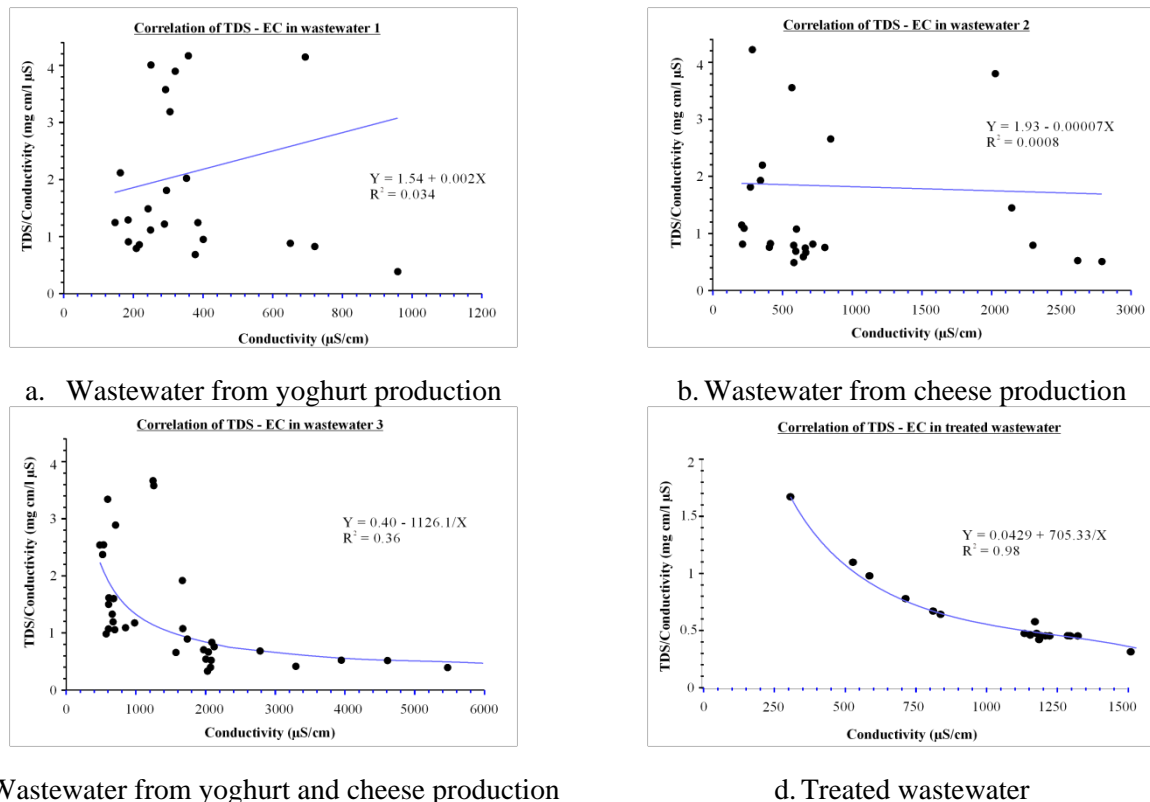 Correlation of TDS - EC in wastewater 1
TDS/Conductivity (mg cm/l µS)
4
3
2
1
0
Y = 1.54 + 0.002X
R² = 0.034
0 200 400 600 800 1000 1200
Conductivity (µS/cm)
a. Wastewater from yoghurt production
Correlation of TDS - EC in wastewater 2
TDS/Conductivity (mg cm/l µS)
4
3
2
1
0
Y = 1.93 - 0.00007X
R² = 0.0008
0 500 1000 1500 2000 2500 3000
Conductivity (µS/cm)
b. Wastewater from cheese production
Correlation of TDS - EC in wastewater 3
TDS/Conductivity (mg cm/l µS)
4
3
2
1
0
Y = 0.40 - 1126.1/X
R² = 0.36
0 1000 2000 3000 4000 5000 6000
Conductivity (µS/cm)
Wastewater from yoghurt and cheese production
Correlation of TDS - EC in treated wastewater
TDS/Conductivity (mg cm/l µS)
2
1.5
1
0.5
0
Y = 0.0429 + 705.33/X
R² = 0.98
0 250 500 750 1000 1250 1500
Conductivity (µS/cm)
d. Treated wastewater